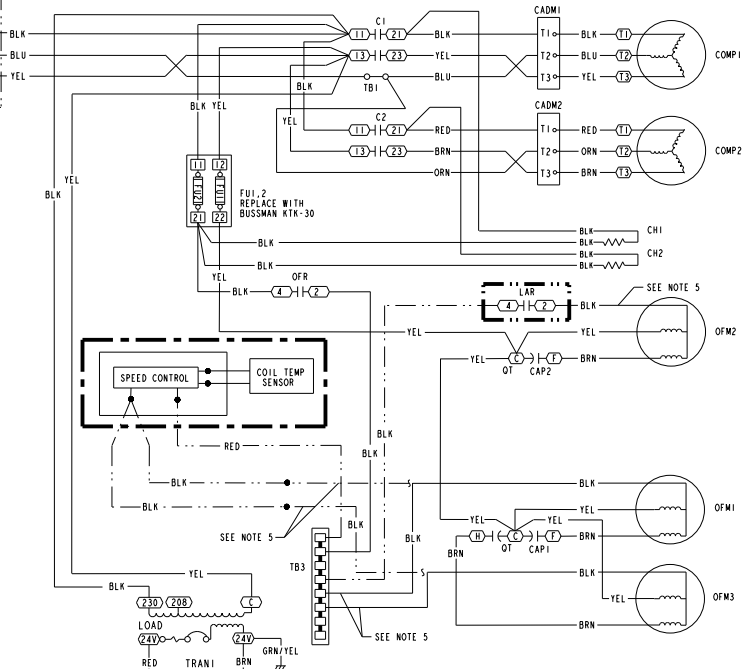 CADM1
C1
BLK 11 21 BLK T1 BLK T1
BLU 13 23 YEL T2 BLU T2 COMP1
YEL BLU T3 YEL T3
TB1
BLK
BLK YEL
CADM2
YEL C2
11 21 RED T1 RED T1
13 23 BRN T2 ORN T2 COMP2
ORN T3 BRN T3
11 12
YEL
BLK
FU2 FU1
FU1,2
REPLACE WITH
BUSSMAN KTK-30
21 22
BLK CH1
BLK
BLK
BLK CH2
BLK
YEL OFR
BLK 4 2
LAR
4 2 BLK SEE NOTE 5
YEL YEL OFM2
YEL C F BRN
QT CAP2
SPEED CONTROL
COIL TEMP
SENSOR
BLK
RED
BLK
BLK BLK
BLK
YEL OFM1
YEL YEL
BLK
SEE NOTE 5
BLK
H C F BRN
QT CAP1
BRN
TB3
YEL
BLK
BLK
230 208 C
YEL OFM3
LOAD
BRN
24V 24V
SEE NOTE 5
GRN/YEL
RED TRAN1 BRN